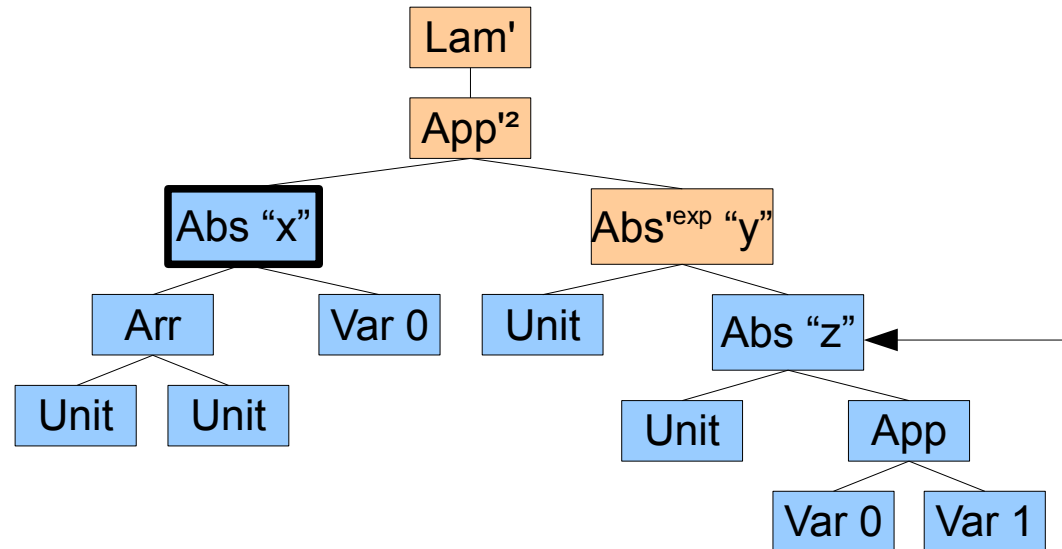 Lam'
App'²
Abs “x”
Abs'ᵉˣᵖ “y”
Arr
Var 0
Unit
Abs “z”
Unit
Unit
Unit
App
Var 0
Var 1